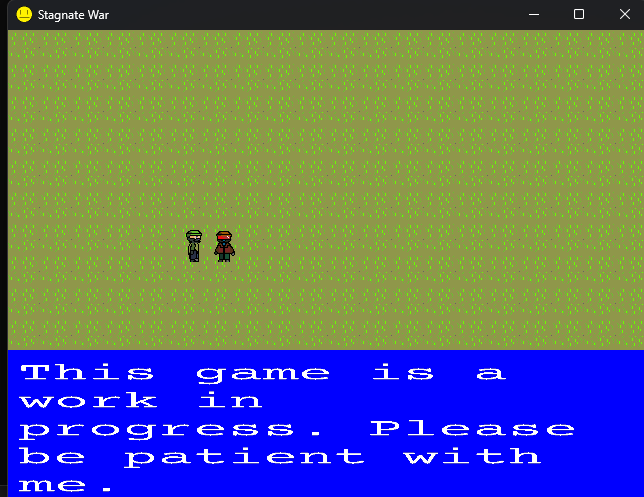 Stagnate War
This game is a
work in
progress. Please
be patient with
me.